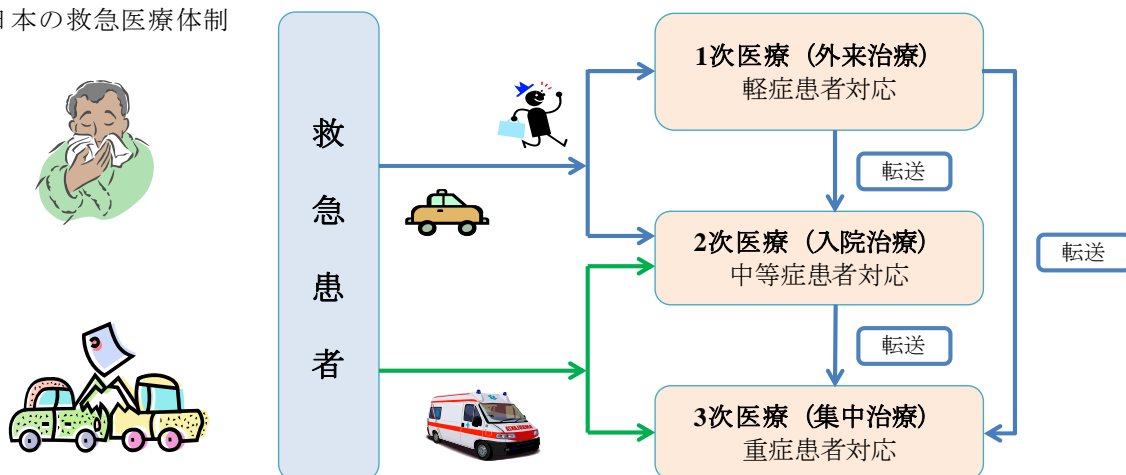 日本の救急医療体制
救急患者
1次医療（外来治療）
軽症患者対応
転送
2次医療（入院治療）
中等症患者対応
転送
転送
3次医療（集中治療）
重症患者対応